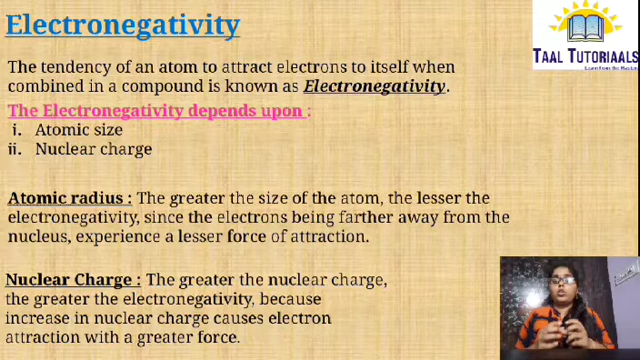 Electronegativity
TAAL TUTORIAALS
Learn from the Masters
The tendency of an atom to attract electrons to itself when
combined in a compound is known as Electronegativity.
The Electronegativity depends upon :
i. Atomic size
ii. Nuclear charge
Atomic radius : The greater the size of the atom, the lesser the
electronegativity, since the electrons being farther away from the
nucleus, experience a lesser force of attraction.
Nuclear Charge : The greater the nuclear charge,
the greater the electronegativity, because
increase in nuclear charge causes electron
attraction with a greater force.